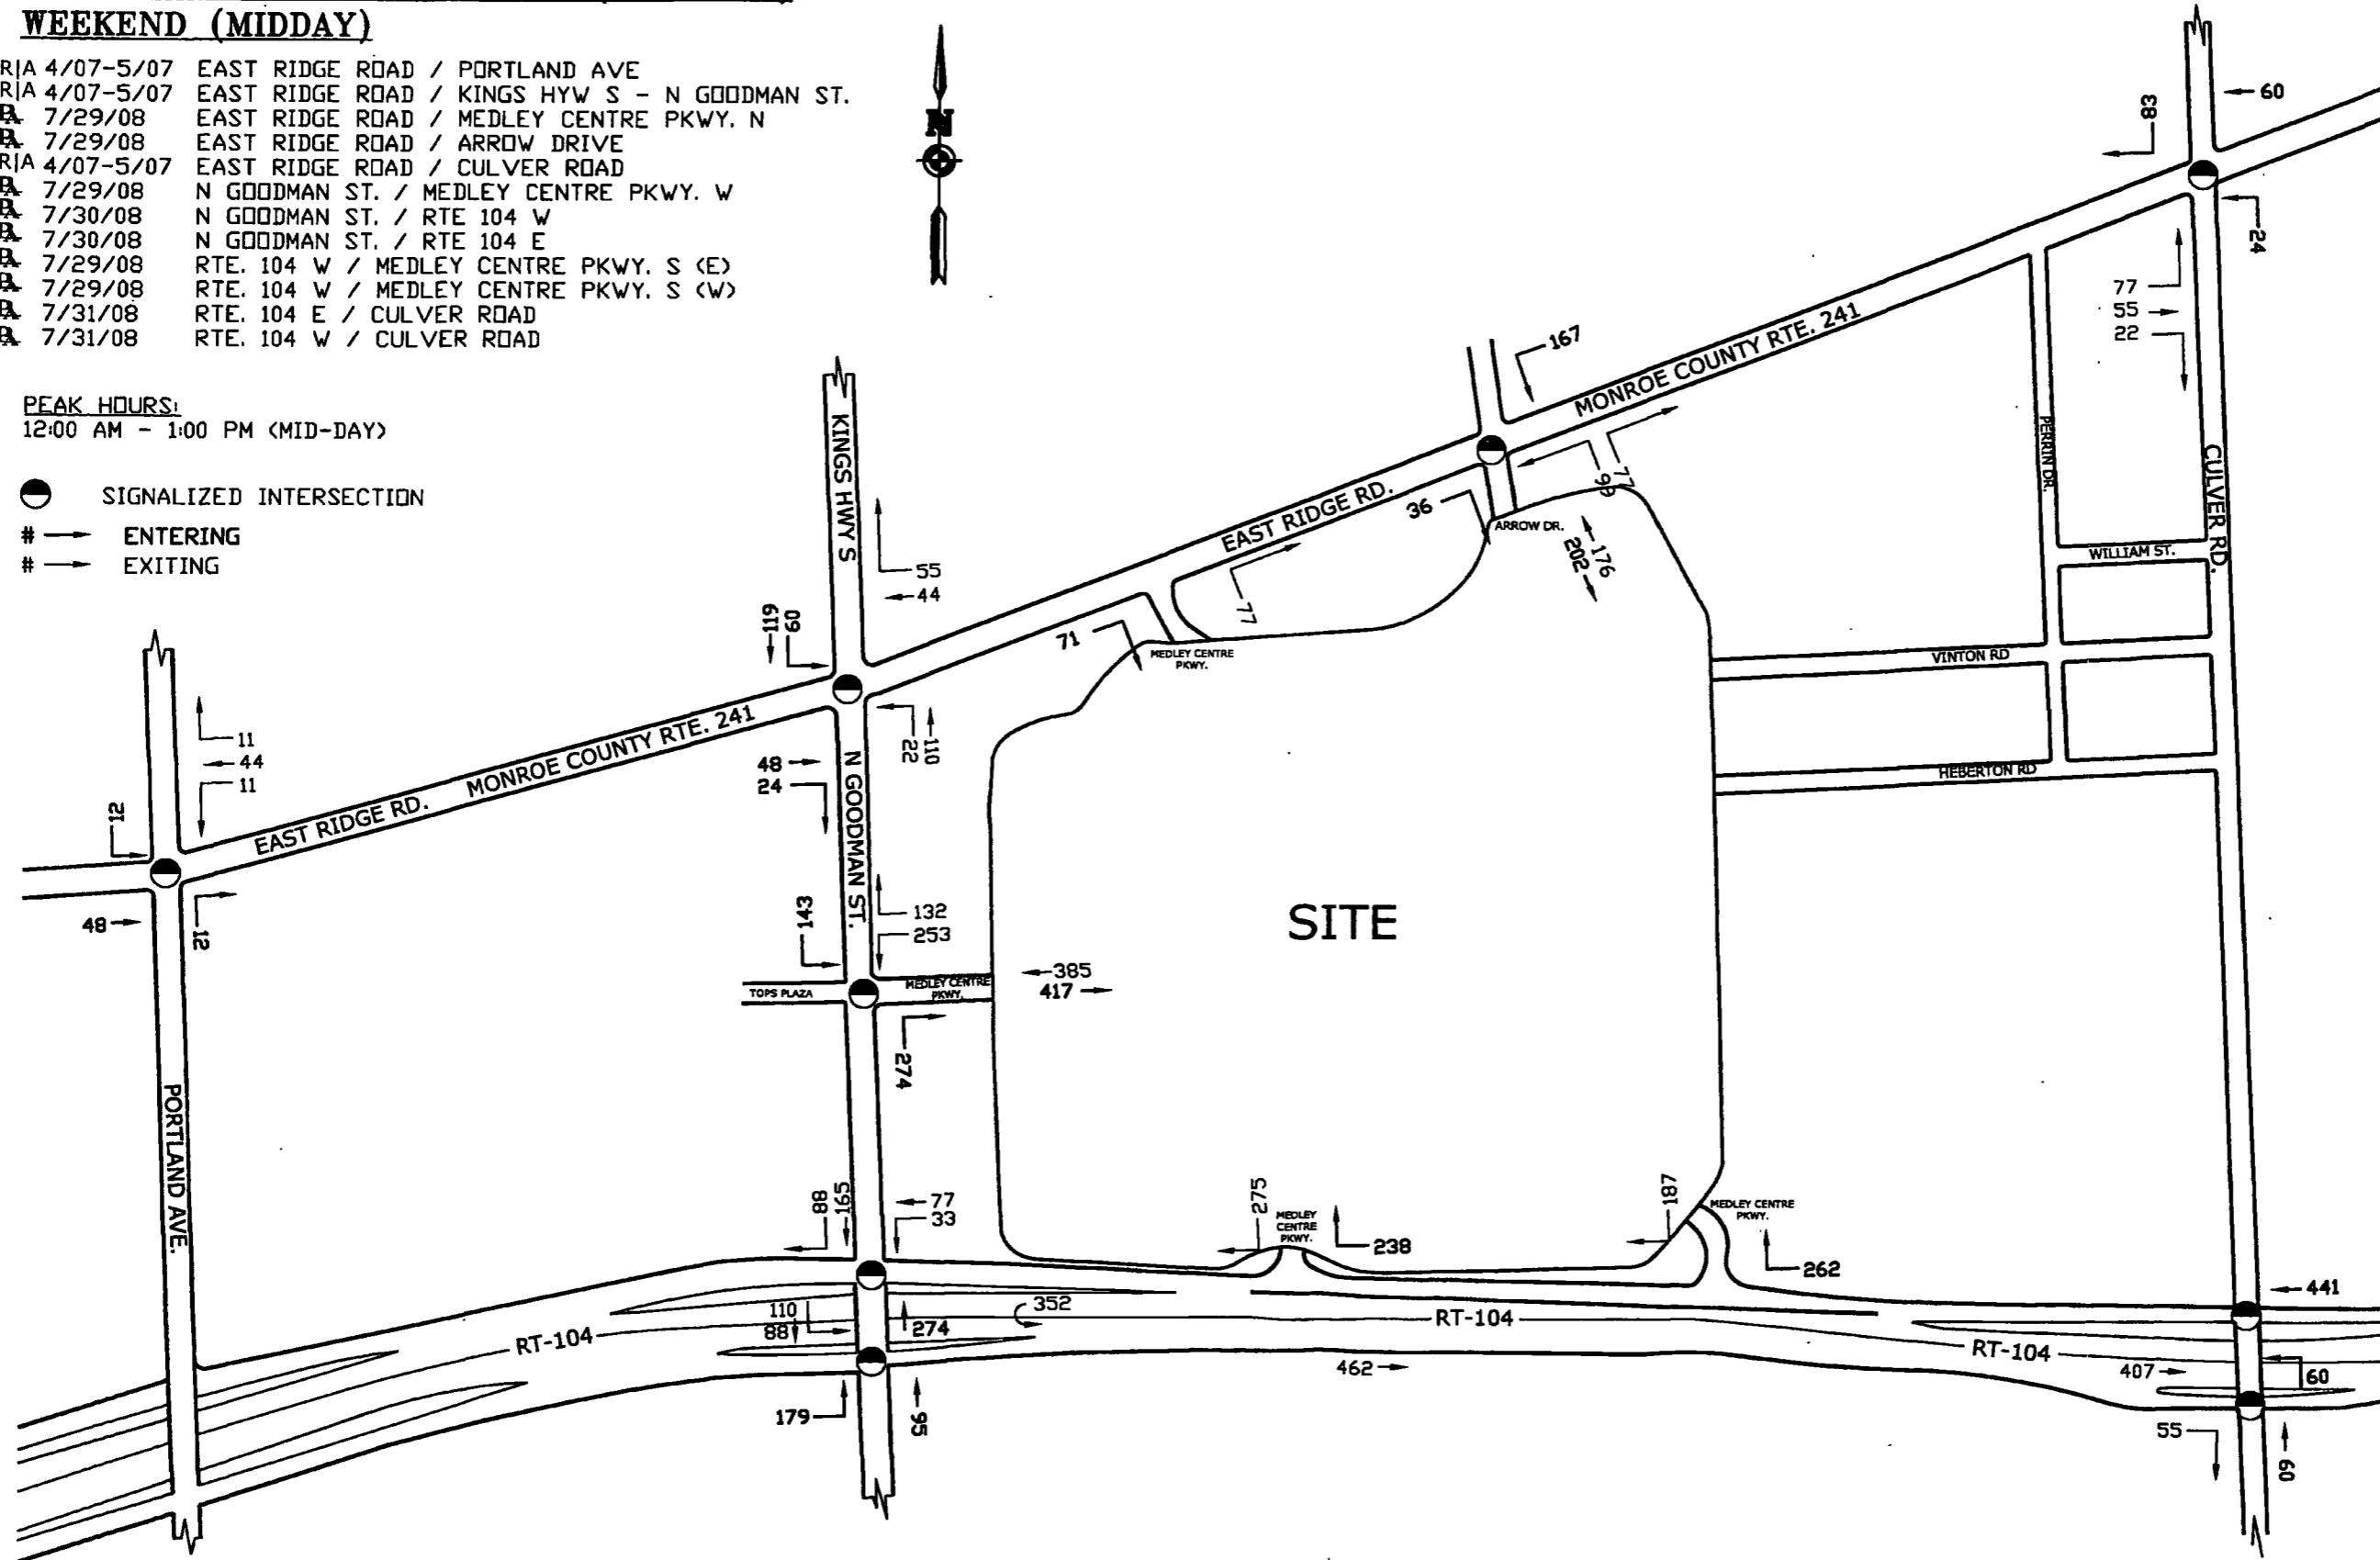 WEEKEND (MIDDAY)
R|A 4/07-5/07 EAST RIDGE ROAD / PORTLAND AVE
R|A 4/07-5/07 EAST RIDGE ROAD / KINGS HYW S - N GOODMAN ST.
7/29/08 EAST RIDGE ROAD / MEDLEY CENTRE PKWY. N
7/29/08 EAST RIDGE ROAD / ARROW DRIVE
R|A 4/07-5/07 EAST RIDGE ROAD / CULVER ROAD
7/29/08 N GOODMAN ST. / MEDLEY CENTRE PKWY. W
7/30/08 N GOODMAN ST. / RTE 104 W
7/30/08 N GOODMAN ST. / RTE 104 E
7/29/08 RTE. 104 W / MEDLEY CENTRE PKWY. S (E)
7/29/08 RTE. 104 W / MEDLEY CENTRE PKWY. S (W)
7/31/08 RTE. 104 E / CULVER ROAD
7/31/08 RTE. 104 W / CULVER ROAD
PEAK HOURS:
12:00 AM - 1:00 PM (MID-DAY)
SIGNALIZED INTERSECTION
# ENTERING
# EXITING
N
60
83
24
77
55
22
167
MONROE COUNTY RTE. 241
EAST RIDGE RD.
36
99
77
ARROW DR.
176
202
PERRIN DR.
CULVER RD.
WILLIAM ST.
VINTON RD
HEBERTON RD
KINGS HWY S
55
44
119
60
71
77
MEDLEY CENTRE
PKWY.
22
110
48
24
N GOODMAN ST.
11
44
11
12
EAST RIDGE RD.
MONROE COUNTY RTE. 241
48
12
143
132
253
TOPS PLAZA
MEDLEY CENTRE
PKWY.
385
417
274
SITE
PORTLAND AVE.
88
165
77
33
275
MEDLEY
CENTRE
PKWY.
238
187
MEDLEY CENTRE
PKWY.
262
441
110
88
274
352
RT-104
RT-104
RT-104
462
407
60
179
95
55
60